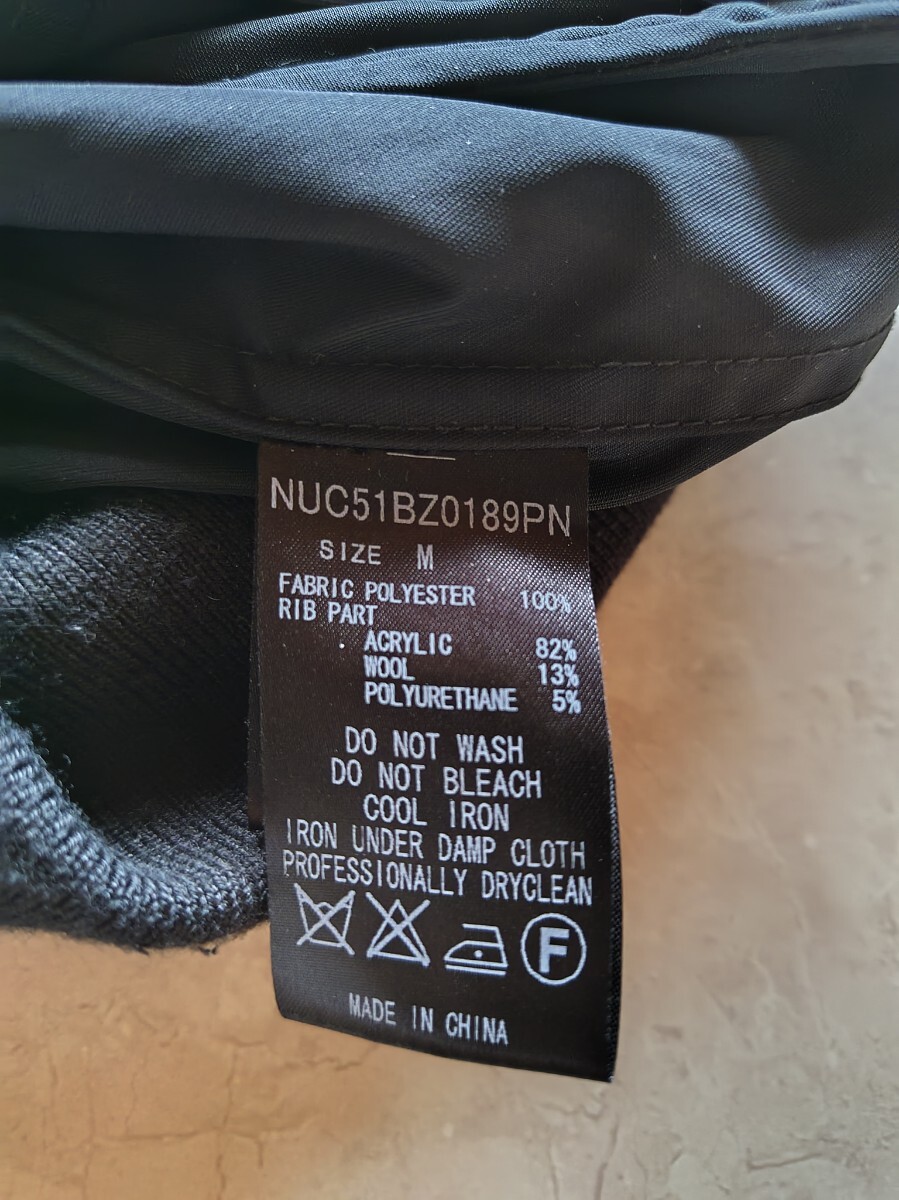 NUC51BZ0189PN
SIZE M
FABRIC POLYESTER 100%
RIB PART
ACRYLIC 82%
WOOL 13%
POLYURETHANE 5%
DO NOT WASH
DO NOT BLEACH
COOL IRON
IRON UNDER DAMP CLOTH
PROFESSIONALLY DRYCLEAN
F
MADE IN CHINA